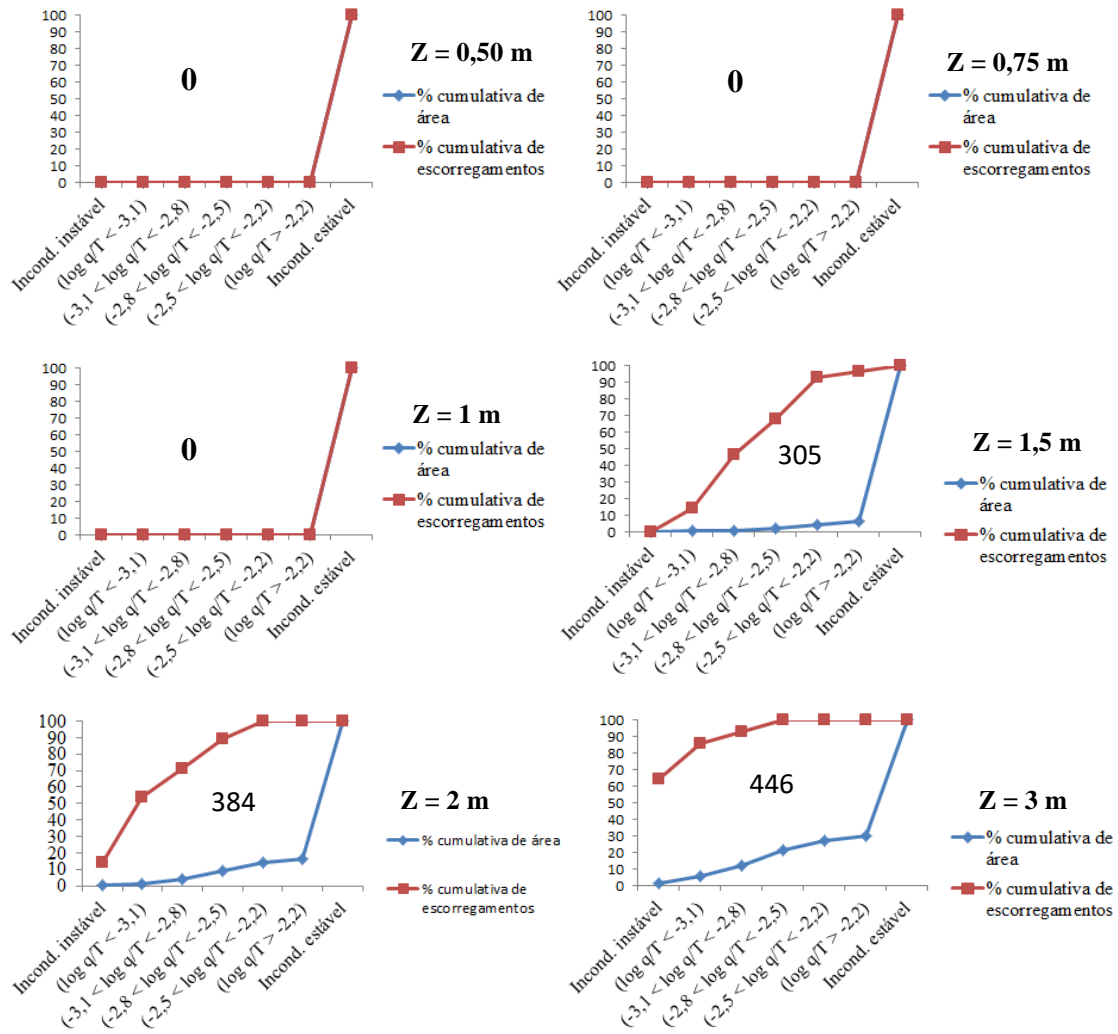 100
90
80
70
60
50
40
30
20
10
0
0
Z = 0,50 m
% cumulativa de
área
% cumulativa de
escorregamentos
Incond. instável
(log q/T < -3,1)
(-3,1 < log q/T < -2,8)
(-2,8 < log q/T < -2,5)
(-2,5 < log q/T < -2,2)
(log q/T > -2,2)
Incond. estável
100
90
80
70
60
50
40
30
20
10
0
0
Z = 0,75 m
% cumulativa de
área
% cumulativa de
escorregamentos
Incond. instável
(log q/T < -3,1)
(-3,1 < log q/T < -2,8)
(-2,8 < log q/T < -2,5)
(-2,5 < log q/T < -2,2)
(log q/T > -2,2)
Incond. estável
100
90
80
70
60
50
40
30
20
10
0
0
Z = 1 m
% cumulativa de
área
% cumulativa de
escorregamentos
Incond. instável
(log q/T < -3,1)
(-3,1 < log q/T < -2,8)
(-2,8 < log q/T < -2,5)
(-2,5 < log q/T < -2,2)
(log q/T > -2,2)
Incond. estável
100
90
80
70
60
50
40
30
20
10
0
305
Z = 1,5 m
% cumulativa de
área
% cumulativa de
escorregamentos
Incond. instável
(log q/T < -3,1)
(-3,1 < log q/T < -2,8)
(-2,8 < log q/T < -2,5)
(-2,5 < log q/T < -2,2)
(log q/T > -2,2)
Incond. estável
100
90
80
70
60
50
40
30
20
10
0
384
Z = 2 m
% cumulativa de área
% cumulativa de
escorregamentos
Incond. instável
(log q/T < -3,1)
(-3,1 < log q/T < -2,8)
(-2,8 < log q/T < -2,5)
(-2,5 < log q/T < -2,2)
(log q/T > -2,2)
Incond. estável
100
90
80
70
60
50
40
30
20
10
0
446
Z = 3 m
% cumulativa de
área
% cumulativa de
escorregamentos
Incond. instável
(log q/T < -3,1)
(-3,1 < log q/T < -2,8)
(-2,8 < log q/T < -2,5)
(-2,5 < log q/T < -2,2)
(log q/T > -2,2)
Incond. estável